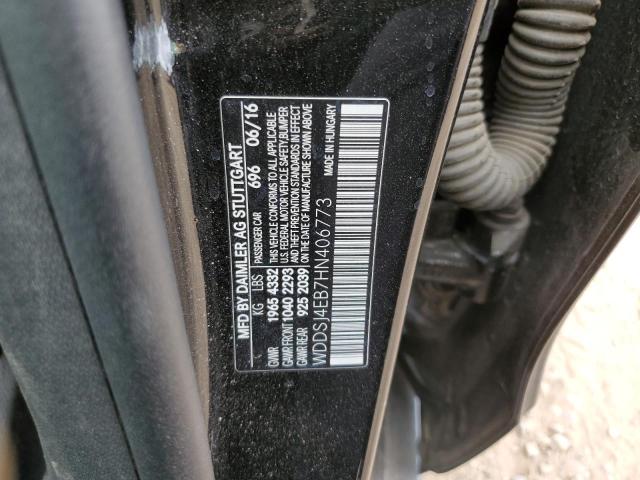 MFD BY DAIMLER AG STUTTGART
PASSENGER CAR 696 06/16
KG LBS
GVWR 1965 4332
GAWR FRONT 1040 2293
GAWR REAR 925 2039
THIS VEHICLE CONFORMS TO ALL APPLICABLE
U.S. FEDERAL MOTOR VEHICLE SAFETY/BUMPER
AND THEFT PREVENTION STANDARDS IN EFFECT
ON THE DATE OF MANUFACTURE SHOWN ABOVE
WDDSJ4EB7HN406773
MADE IN HUNGARY